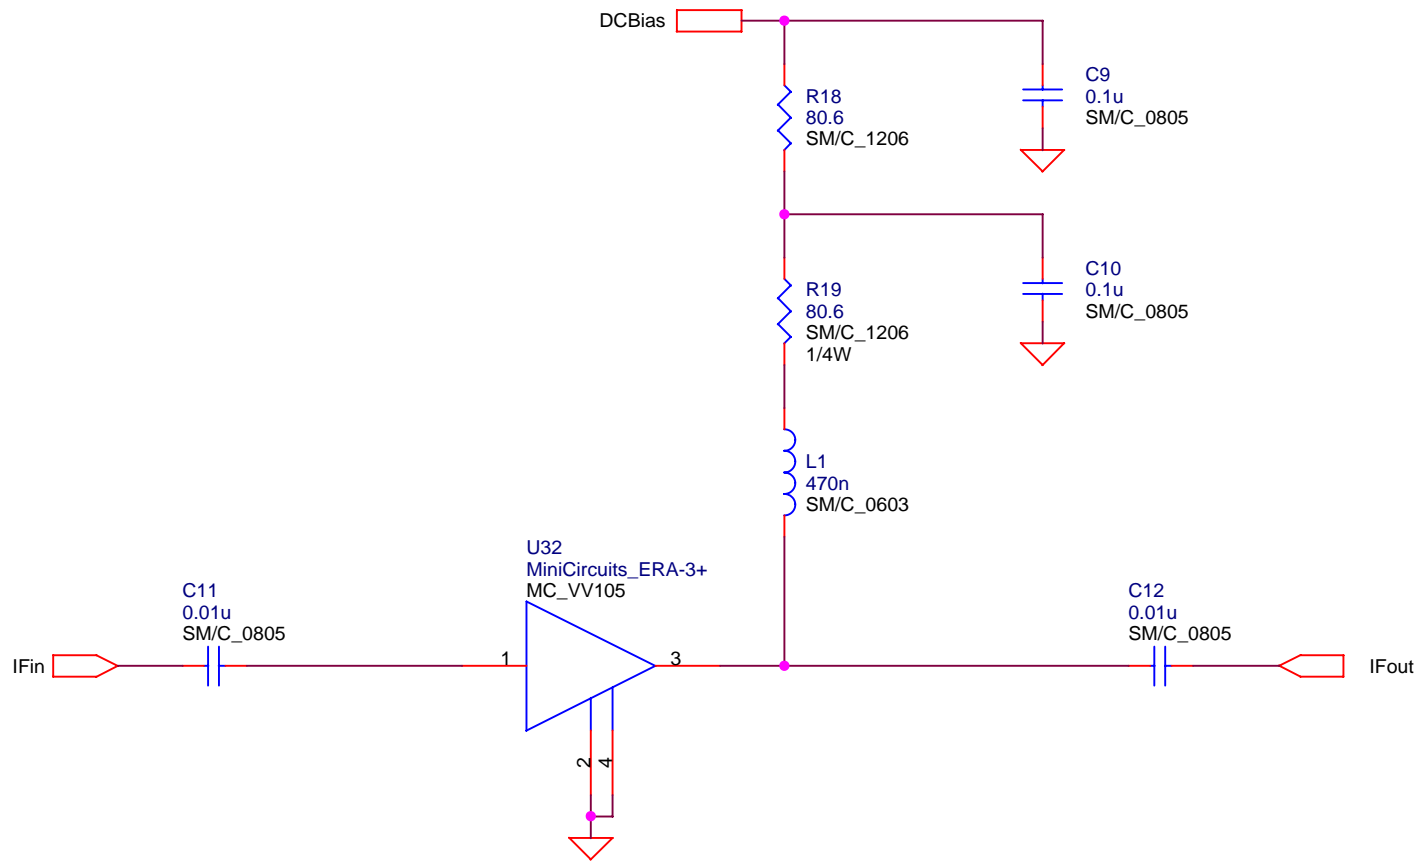 DCBias
R18
80.6
SM/C_1206
C9
0.1u
SM/C_0805
R19
80.6
SM/C_1206
1/4W
C10
0.1u
SM/C_0805
L1
470n
SM/C_0603
U32
MiniCircuits_ERA-3+
MC_VV105
C11
0.01u
SM/C_0805
C12
0.01u
SM/C_0805
IFin
1
3
IFout
2
4